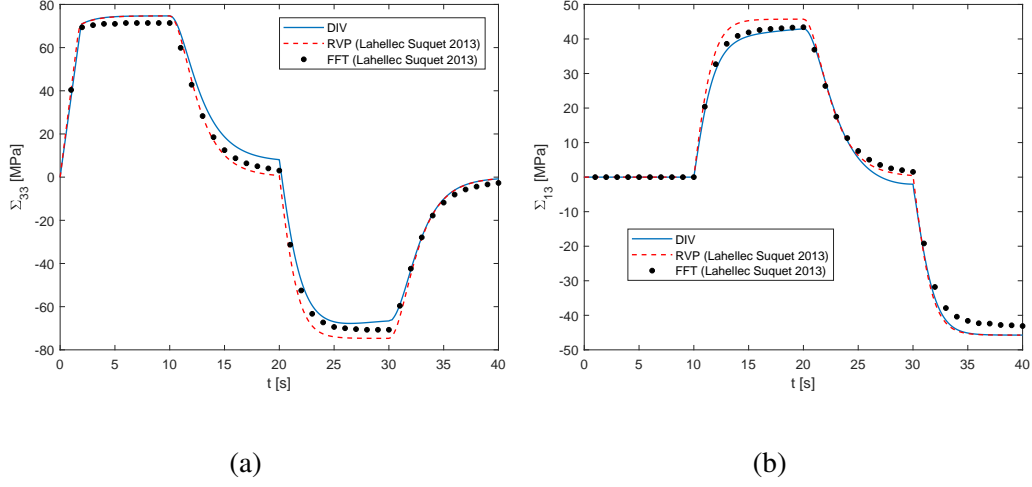 80
60
40
20
0
-20
-40
-60
-80
Σ33 [MPa]
0 5 10 15 20 25 30 35 40
t [s]
DIV
RVP (Lahellec Suquet 2013)
FFT (Lahellec Suquet 2013)
(a)
50
40
30
20
10
0
-10
-20
-30
-40
-50
Σ13 [MPa]
0 5 10 15 20 25 30 35 40
t [s]
DIV
RVP (Lahellec Suquet 2013)
FFT (Lahellec Suquet 2013)
(b)